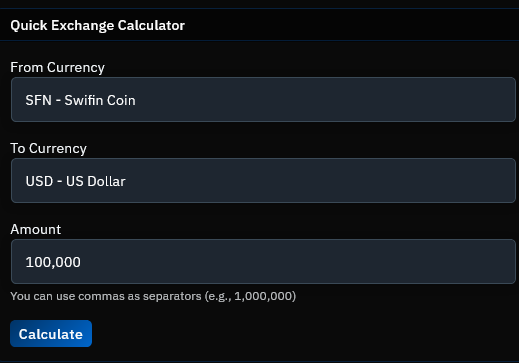 Quick Exchange Calculator
From Currency
SFN - Swifin Coin
To Currency
USD - US Dollar
Amount
100,000
You can use commas as separators (e.g., 1,000,000)
Calculate